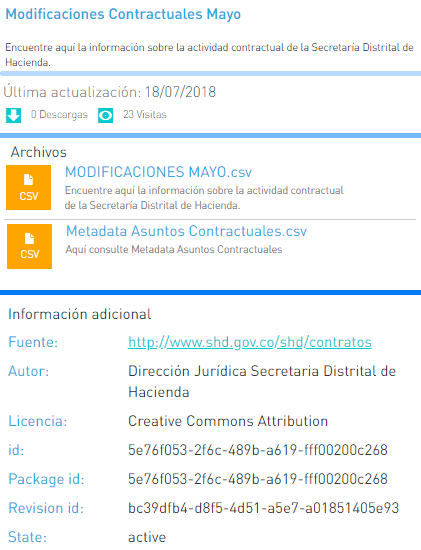 Modificaciones Contractuales Mayo
Encuentre aquí la información sobre la actividad contractual de la Secretaría Distrital de
Hacienda.
Última actualización: 18/07/2018
0 Descargas 23 Visitas
Archivos
MODIFICACIONES MAYO.csv
CSV
Encuentre aquí la información sobre la actividad contractual
de la Secretaría Distrital de Hacienda.
Metadata Asuntos Contractuales.csv
CSV
Aquí consulte Metadata Asuntos Contractuales
Información adicional
Fuente: http://www.shd.gov.co/shd/contratos
Autor: Dirección Jurídica Secretaria Distrital de
Hacienda
Licencia: Creative Commons Attribution
id: 5e76f053-2f6c-489b-a619-fff00200c268
Package id: 5e76f053-2f6c-489b-a619-fff00200c268
Revision id: bc39dfb4-d8f5-4d51-a5e7-a01851405e93
State: active